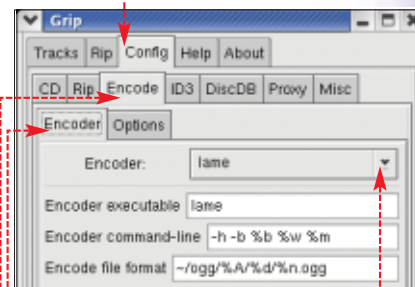 Grip
Tracks Rip Config Help About
CD Rip Encode ID3 DiscDB Proxy Misc
Encoder Options
Encoder: lame
Encoder executable lame
Encoder command-line -h -b %b %w %m
Encode file format ~/ogg/%A/%d/%n.ogg